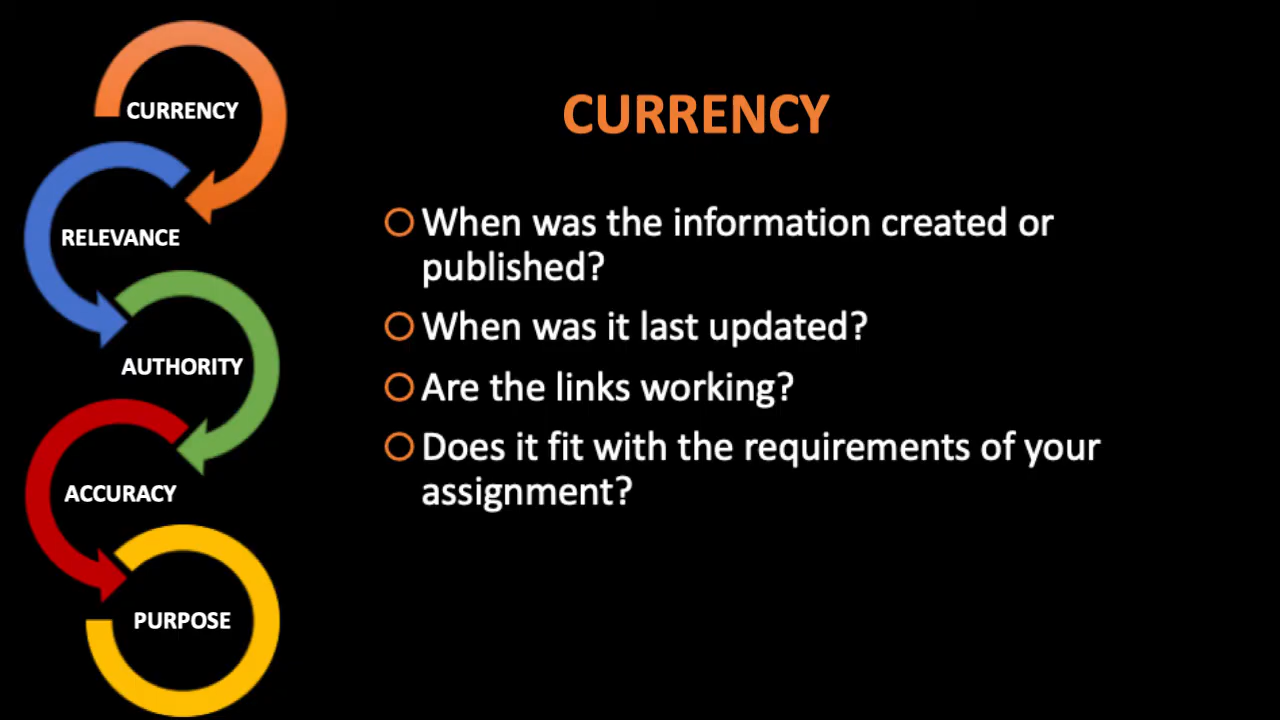 CURRENCY
RELEVANCE
AUTHORITY
ACCURACY
PURPOSE
CURRENCY
When was the information created or
published?
When was it last updated?
Are the links working?
Does it fit with the requirements of your
assignment?